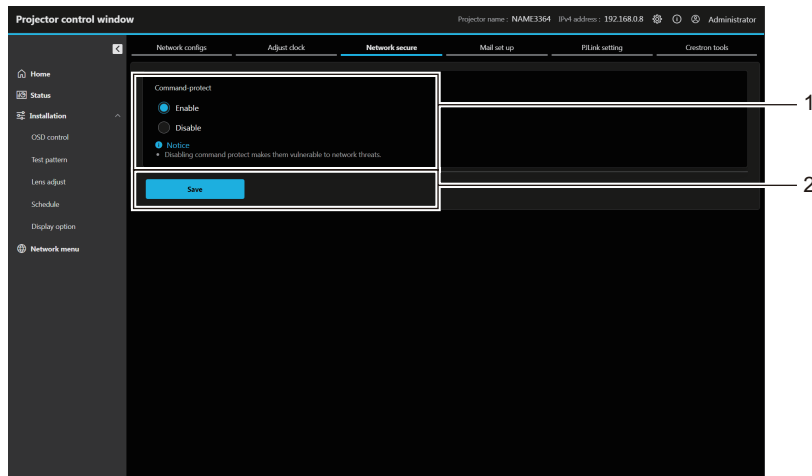 Projector control window
Projector name : NAME3364 IPv4 address : 192.168.0.8 Administrator
Network configs Adjust clock Network secure Mail set up PJLink setting Crestron tools
Home
Status
Installation
OSD control
Test pattern
Lens adjust
Schedule
Display option
Network menu
Command-protect
Enable
Disable
Notice
• Disabling command protect makes them vulnerable to network threats.
Save
1
2